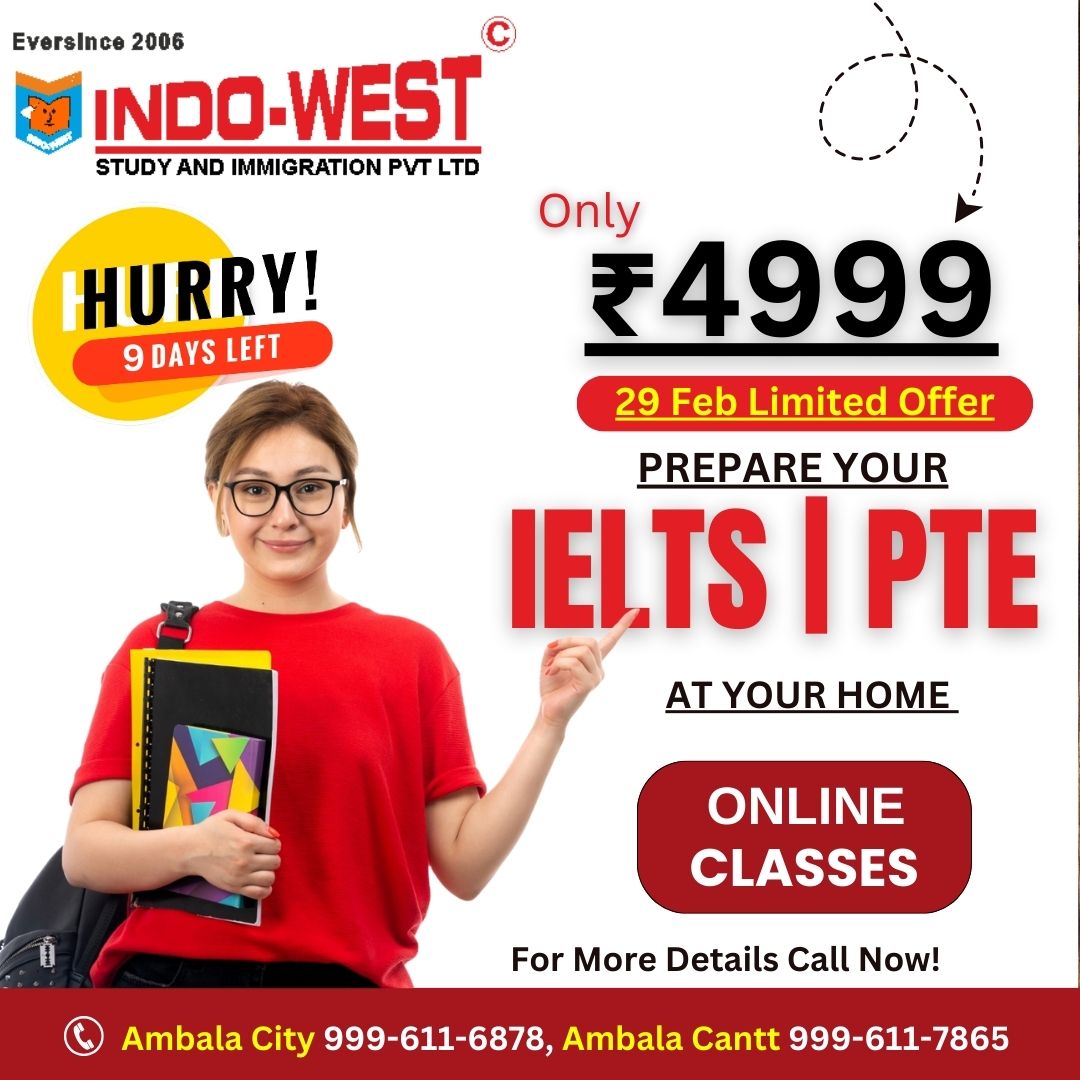 Eversince 2006
©
INDO-WEST
STUDY AND IMMIGRATION PVT LTD
HURRY!
9 DAYS LEFT
Only
₹4999
29 Feb Limited Offer
PREPARE YOUR
IELTS | PTE
AT YOUR HOME
ONLINE
CLASSES
For More Details Call Now!
Ambala City 999-611-6878, Ambala Cantt 999-611-7865